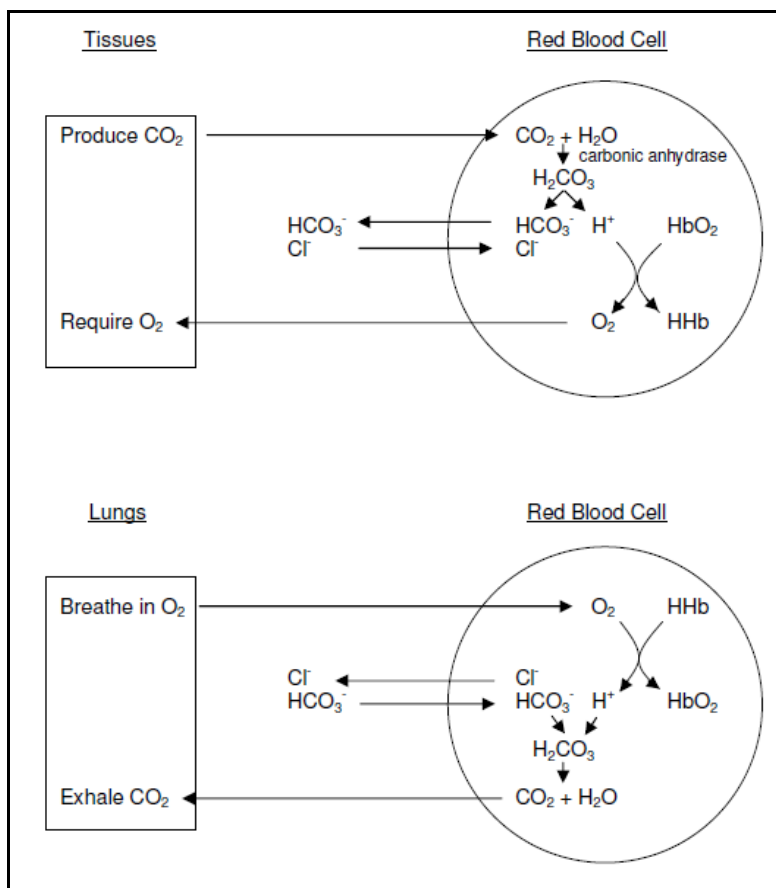 Tissues Red Blood Cell
Produce CO₂ CO₂ + H₂O
carbonic anhydrase
H₂CO₃
HCO₃⁻ HCO₃⁻ H⁺ HbO₂
Cl⁻ Cl⁻
Require O₂ O₂ HHb
Lungs Red Blood Cell
Breathe in O₂ O₂ HHb
Cl⁻ Cl⁻
HCO₃⁻ HCO₃⁻ H⁺ HbO₂
H₂CO₃
Exhale CO₂ CO₂ + H₂O